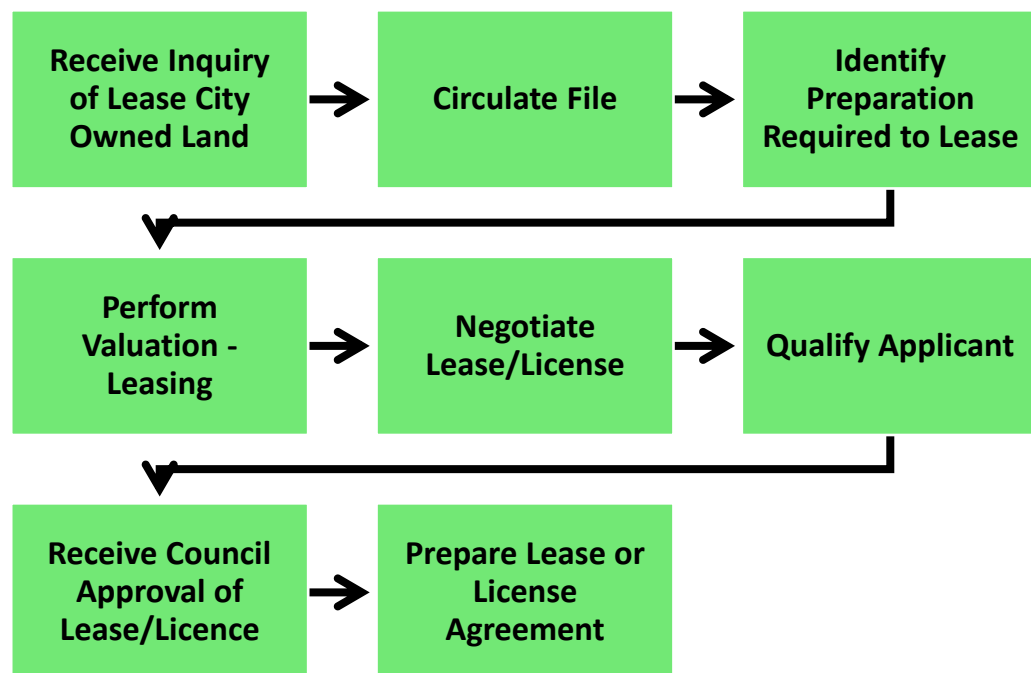 Receive Inquiry
of Lease City
Owned Land
Circulate File
Identify
Preparation
Required to Lease
Perform
Valuation -
Leasing
Negotiate
Lease/License
Qualify Applicant
Receive Council
Approval of
Lease/Licence
Prepare Lease or
License
Agreement